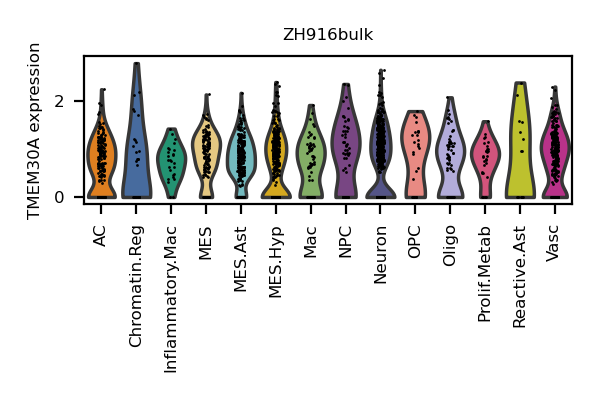 ZH916bulk
TMEM30A expression
2
0
AC
Chromatin.Reg
Inflammatory.Mac
MES
MES.Ast
MES.Hyp
Mac
NPC
Neuron
OPC
Oligo
Prolif.Metab
Reactive.Ast
Vasc